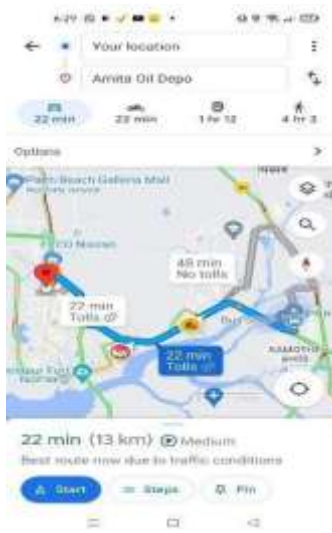 6:29
Your location
Amita Oil Depo
22 min 22 min 1 hr 12 4 hr 3
Options
Palm Beach Galleria Mall
48 min
No tolls
22 min
Tolls
22 min
Tolls
22 min (13 km) Medium
Best route now due to traffic conditions
Start Steps Pin